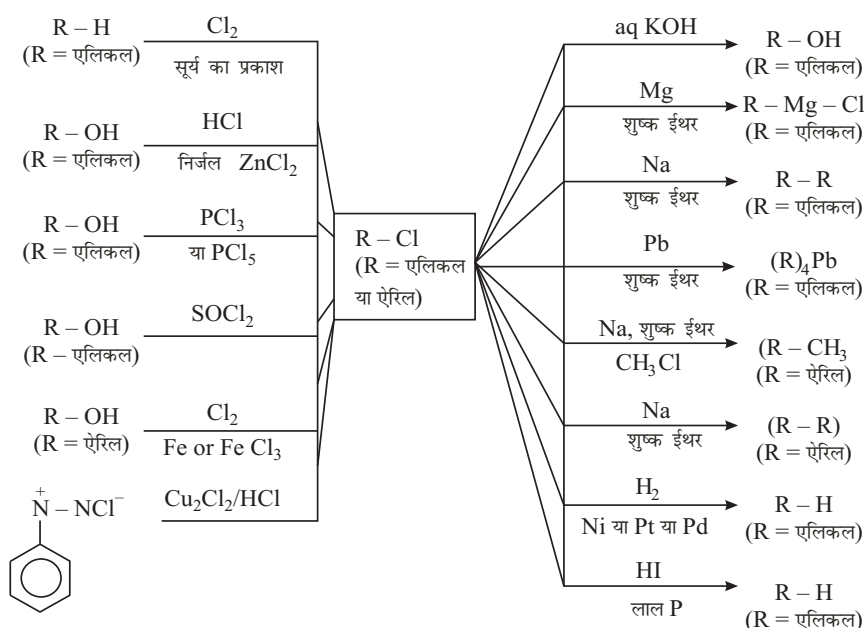 R – H
(R = एलिकल)
Cl₂
सूर्य का प्रकाश
R – OH
(R = एलिकल)
HCl
निर्जल ZnCl₂
R – OH
(R = एलिकल)
PCl₃
या PCl₅
R – OH
(R – एलिकल)
SOCl₂
R – OH
(R = ऐरिल)
Cl₂
Fe or Fe Cl₃
N⁺ – NCl⁻
Cu₂Cl₂/HCl
R – Cl
(R = एलिकल
या ऐरिल)
aq KOH
R – OH
(R = एलिकल)
Mg
शुष्क ईथर
R – Mg – Cl
(R = एलिकल)
Na
शुष्क ईथर
R – R
(R = एलिकल)
Pb
शुष्क ईथर
(R)₄Pb
(R = एलिकल)
Na, शुष्क ईथर
CH₃Cl
(R – CH₃
(R = ऐरिल)
Na
शुष्क ईथर
(R – R)
(R = ऐरिल)
H₂
Ni या Pt या Pd
R – H
(R = एलिकल)
HI
लाल P
R – H
(R = एलिकल)